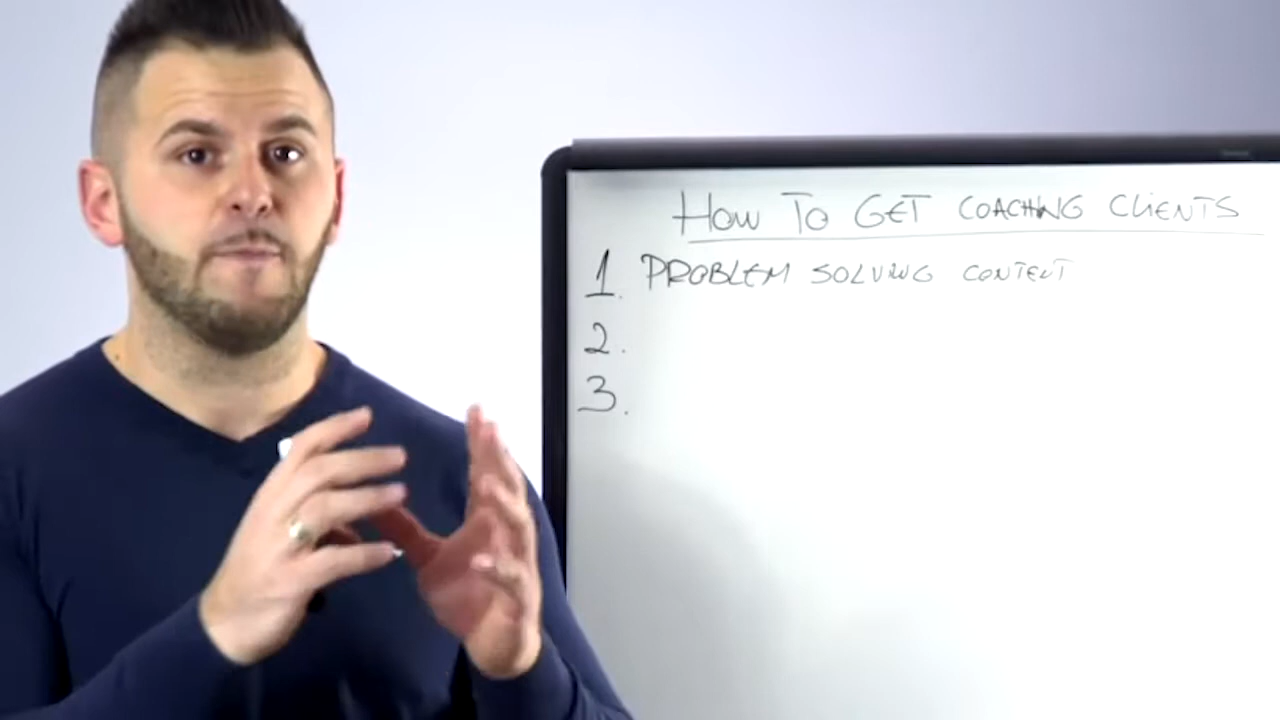 How To GET COACHING CLIENTS
1. PROBLEM SOLVING CONTENT
2.
3.